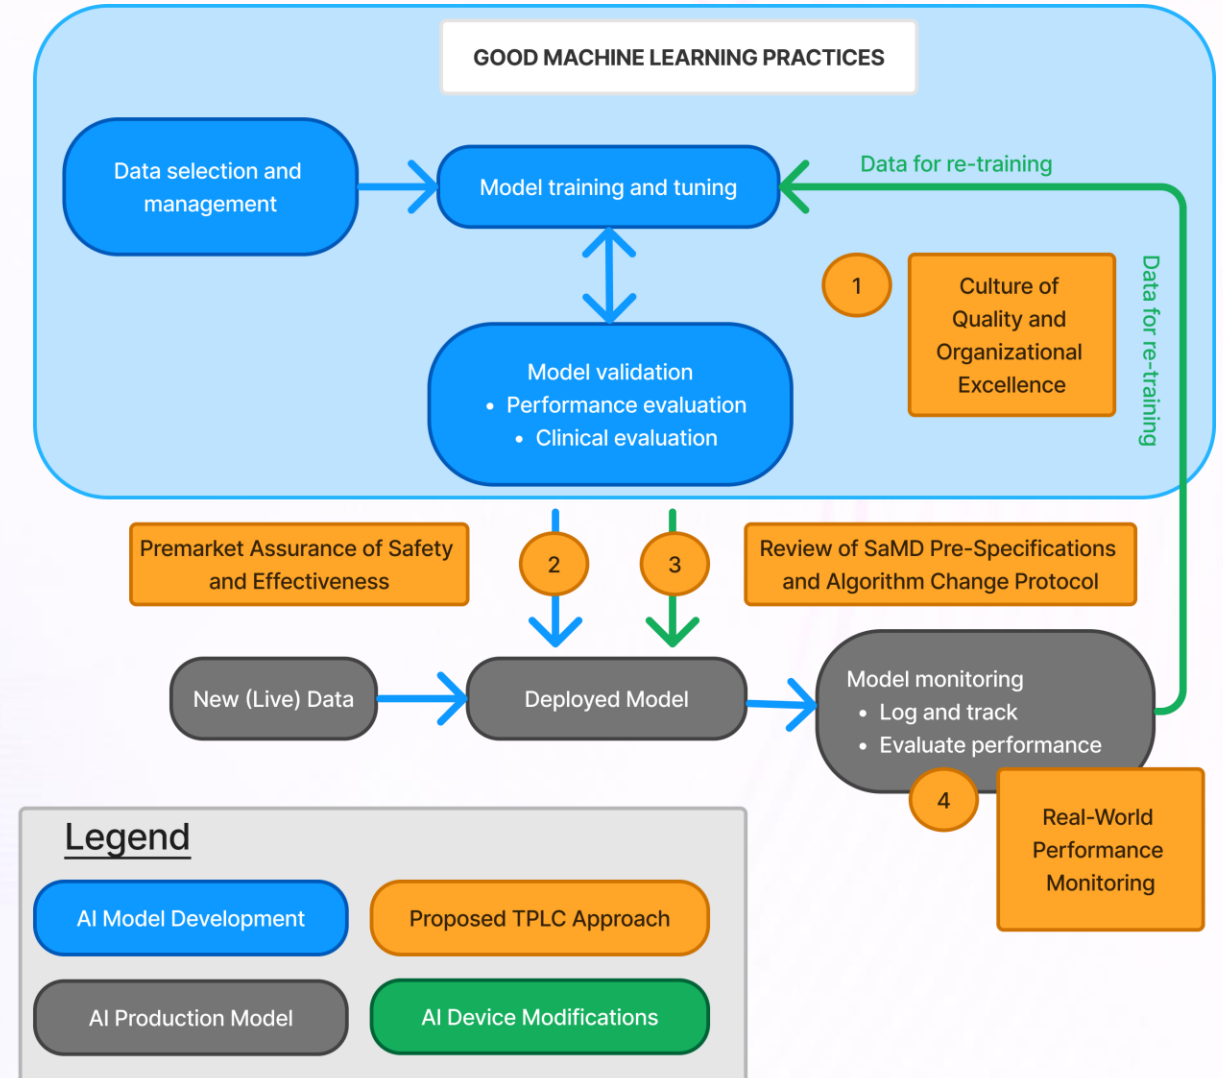 GOOD MACHINE LEARNING PRACTICES
Data selection and
management
Model training and tuning
Data for re-training
Data for re-training
1
Culture of
Quality and
Organizational
Excellence
Model validation
• Performance evaluation
• Clinical evaluation
Premarket Assurance of Safety
and Effectiveness
2
3
Review of SaMD Pre-Specifications
and Algorithm Change Protocol
New (Live) Data
Deployed Model
Model monitoring
• Log and track
• Evaluate performance
4
Real-World
Performance
Monitoring
Legend
AI Model Development
Proposed TPLC Approach
AI Production Model
AI Device Modifications